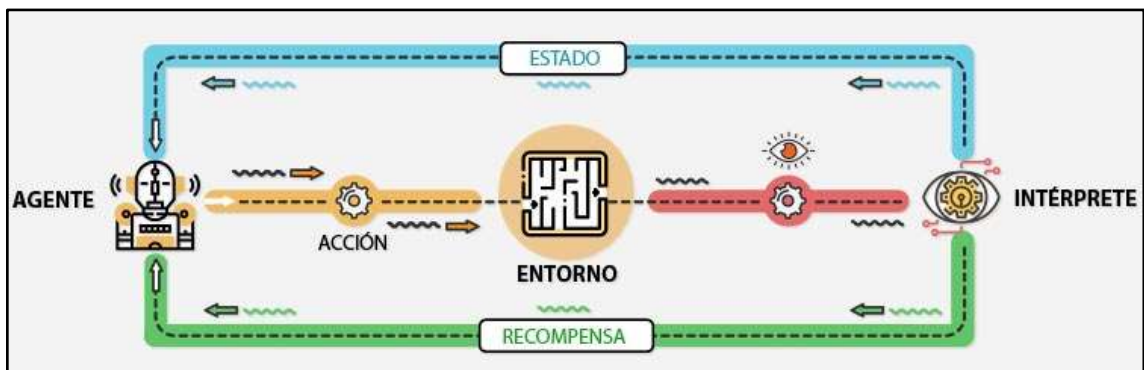 ESTADO
AGENTE
ACCIÓN
ENTORNO
INTÉRPRETE
RECOMPENSA